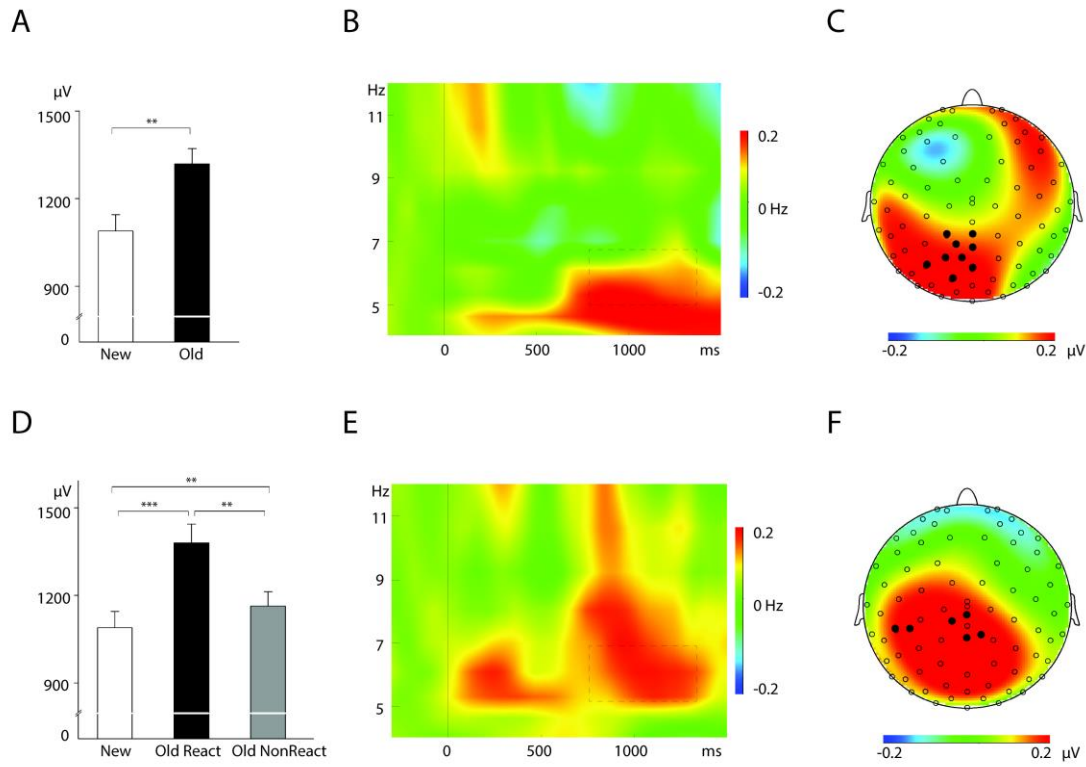 A
B
C
μV
1500
1200
900
0
**
New
Old
Hz
11
9
7
5
0
500
1000
ms
0.2
0 Hz
-0.2
-0.2
0.2
μV
D
E
F
μV
1500
1200
900
0
**
***
**
New
Old React
Old NonReact
Hz
11
9
7
5
0
500
1000
ms
0.2
0 Hz
-0.2
-0.2
0.2
μV